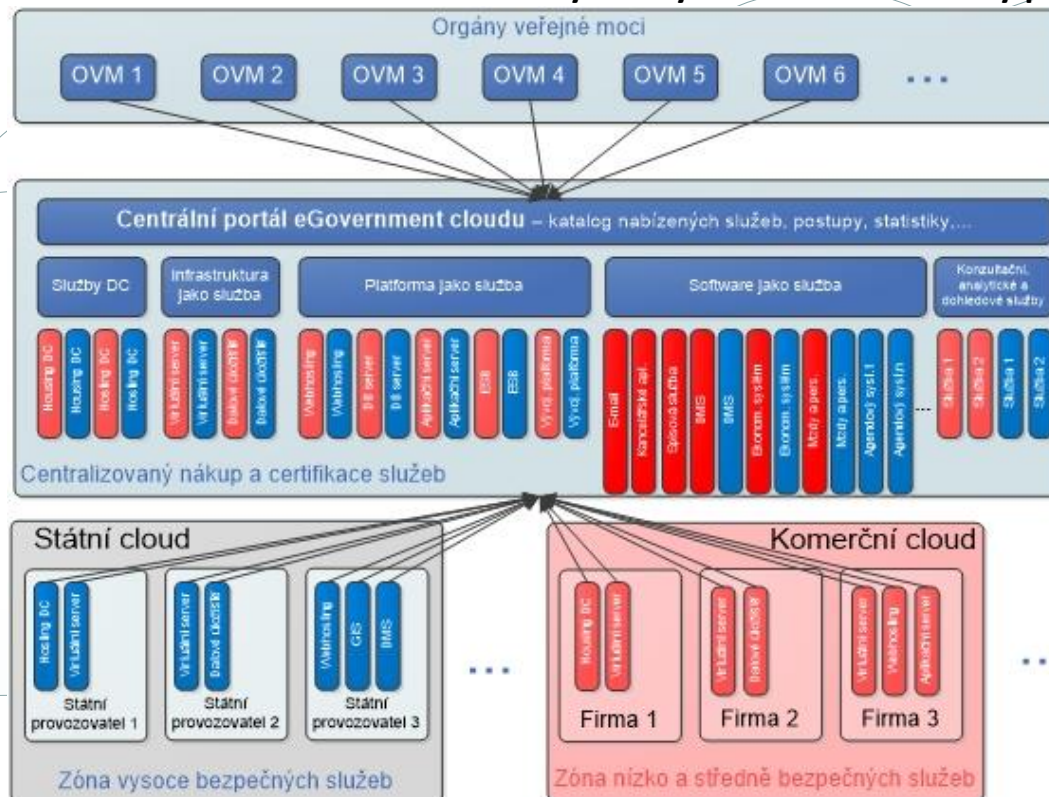 Orgány veřejné moci
OVM 1
OVM 2
OVM 3
OVM 4
OVM 5
OVM 6
...
Centrální portál eGovernment cloudu – katalog nabízených služeb, postupy, statistiky,...
Služby DC
Infrastruktura
jako služba
Platforma jako služba
Software jako služba
Konzultační,
analytické a
dohledové služby
Housing DC
Housing DC
Hosting DC
Hosting DC
Virtuální server
Virtuální server
Datové úložiště
Datové úložiště
Webhosting
Webhosting
DB server
DB server
Aplikační server
Aplikační server
ESB
ESB
Vývoj. platforma
Vývoj. platforma
E-mail
Kancelářské apl.
Spisová služba
DMS
DMS
Ekonom. systém
Ekonom. systém
Mzdy a pers.
Mzdy a pers.
Agendový syst.1
Agendový syst.n
...
Služba 1
Služba 2
Služba 1
Služba 2
Centralizovaný nákup a certifikace služeb
Státní cloud
Hosting DC
Virtuální server
Státní
provozovatel 1
Virtuální server
Datové úložiště
Státní
provozovatel 2
Webhosting
GIS
DMS
Státní
provozovatel 3
...
Zóna vysoce bezpečných služeb
Komerční cloud
Housing DC
Virtuální server
Firma 1
Virtuální server
Datové úložiště
Firma 2
Virtuální server
Webhosting
Aplikační server
Firma 3
Zóna nízko a středně bezpečných služeb